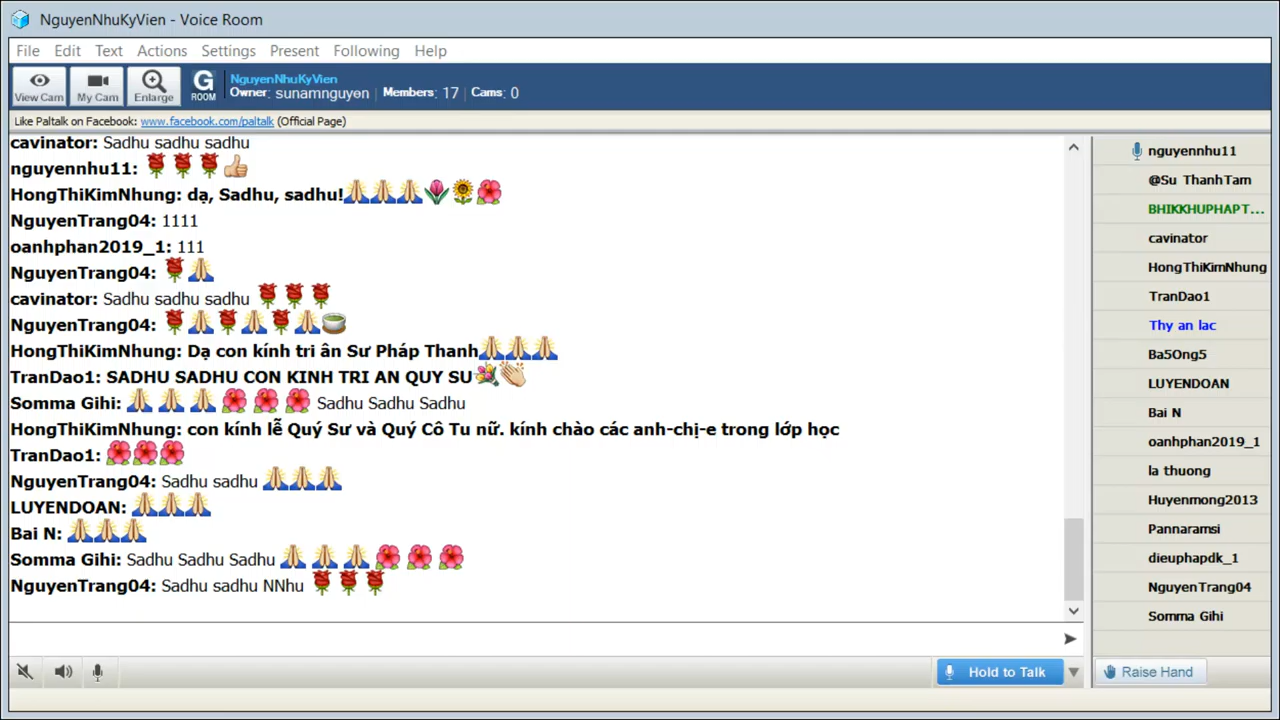 NguyenNhuKyVien - Voice Room
File Edit Text Actions Settings Present Following Help
View Cam
My Cam
Enlarge
G ROOM
NguyenNhuKyVien
Owner: sunamnguyen | Members: 17 | Cams: 0
Like Paltalk on Facebook: www.facebook.com/paltalk (Official Page)
cavinator: Sadhu sadhu sadhu
nguyennhu11: 🌹🌹🌹👍
HongThiKimNhung: dạ, Sadhu, sadhu!🙏🙏🙏🌷🌻🌺
NguyenTrang04: 1111
oanhphan2019_1: 111
NguyenTrang04: 🌹🙏
cavinator: Sadhu sadhu sadhu 🌹🌹🌹
NguyenTrang04: 🌹🙏🌹🙏🌹🙏🍵
HongThiKimNhung: Dạ con kính tri ân Sư Pháp Thanh🙏🙏🙏
TranDao1: SADHU SADHU CON KINH TRI AN QUY SU💐👏
Somma Gihi: 🙏🙏🙏🌺🌺🌺 Sadhu Sadhu Sadhu
HongThiKimNhung: con kính lễ Quý Sư và Quý Cô Tu nữ. kính chào các anh-chị-e trong lớp học
TranDao1: 🌺🌺🌺
NguyenTrang04: Sadhu sadhu 🙏🙏🙏
LUYENDOAN: 🙏🙏🙏
Bai N: 🙏🙏🙏
Somma Gihi: Sadhu Sadhu Sadhu 🙏🙏🙏🌺🌺🌺
NguyenTrang04: Sadhu sadhu NNhu 🌹🌹🌹
nguyennhu11
@Su ThanhTam
BHIKKHUPHAPT...
cavinator
HongThiKimNhung
TranDao1
Thy an lac
Ba5Ong5
LUYENDOAN
Bai N
oanhphan2019_1
la thuong
Huyenmong2013
Pannaramsi
dieuphapdk_1
NguyenTrang04
Somma Gihi
Hold to Talk
Raise Hand